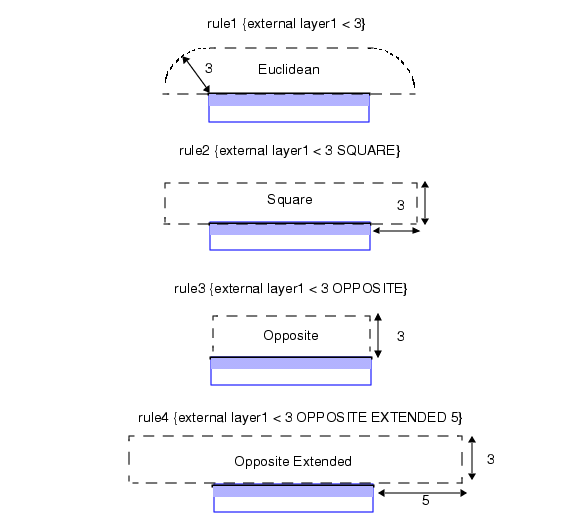 rule1 {external layer1 < 3}
3
Euclidean
rule2 {external layer1 < 3 SQUARE}
Square
3
rule3 {external layer1 < 3 OPPOSITE}
Opposite
3
rule4 {external layer1 < 3 OPPOSITE EXTENDED 5}
Opposite Extended
3
5